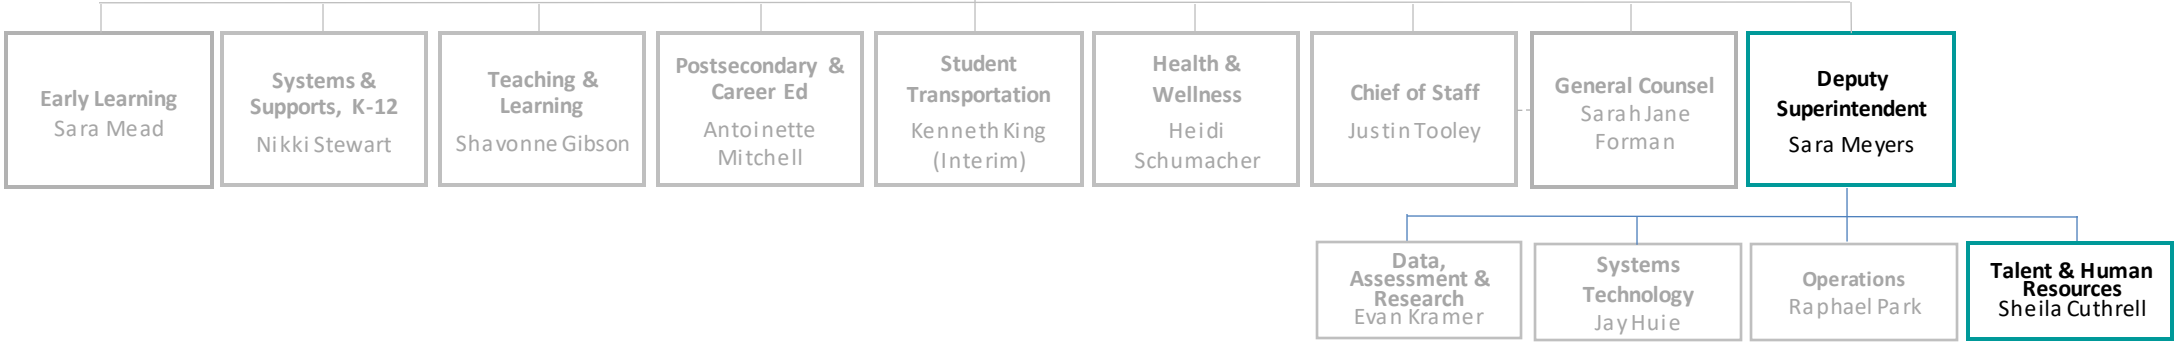 Early Learning
Sara Mead
Systems &
Supports, K-12
Nikki Stewart
Teaching &
Learning
Shavonne Gibson
Postsecondary &
Career Ed
Antoinette
Mitchell
Student
Transportation
Kenneth King
(Interim)
Health &
Wellness
Heidi
Schumacher
Chief of Staff
Justin Tooley
General Counsel
Sarah Jane
Forman
Deputy
Superintendent
Sara Meyers
Data,
Assessment &
Research
Evan Kramer
Systems
Technology
Jay Huie
Operations
Raphael Park
Talent & Human
Resources
Sheila Cuthrell